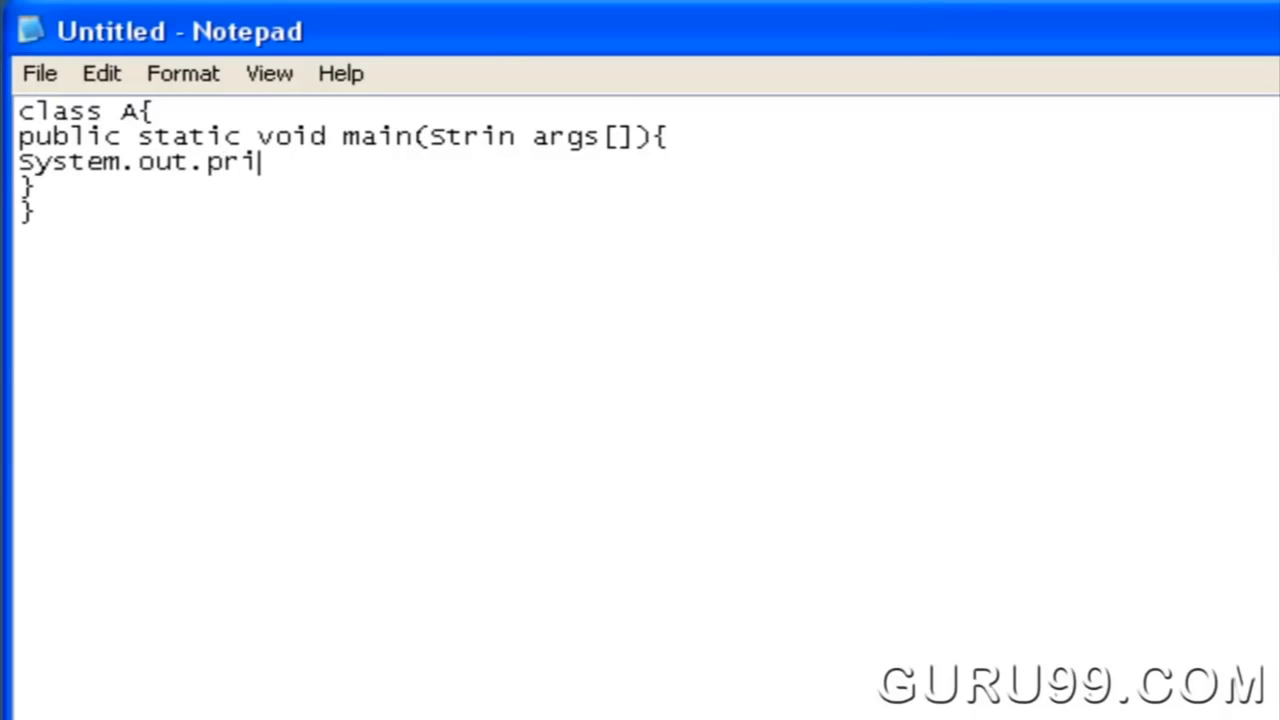 Untitled - Notepad
File Edit Format View Help
class A{
public static void main(Strin args[]){
System.out.pri
}
}
GURU99.COM